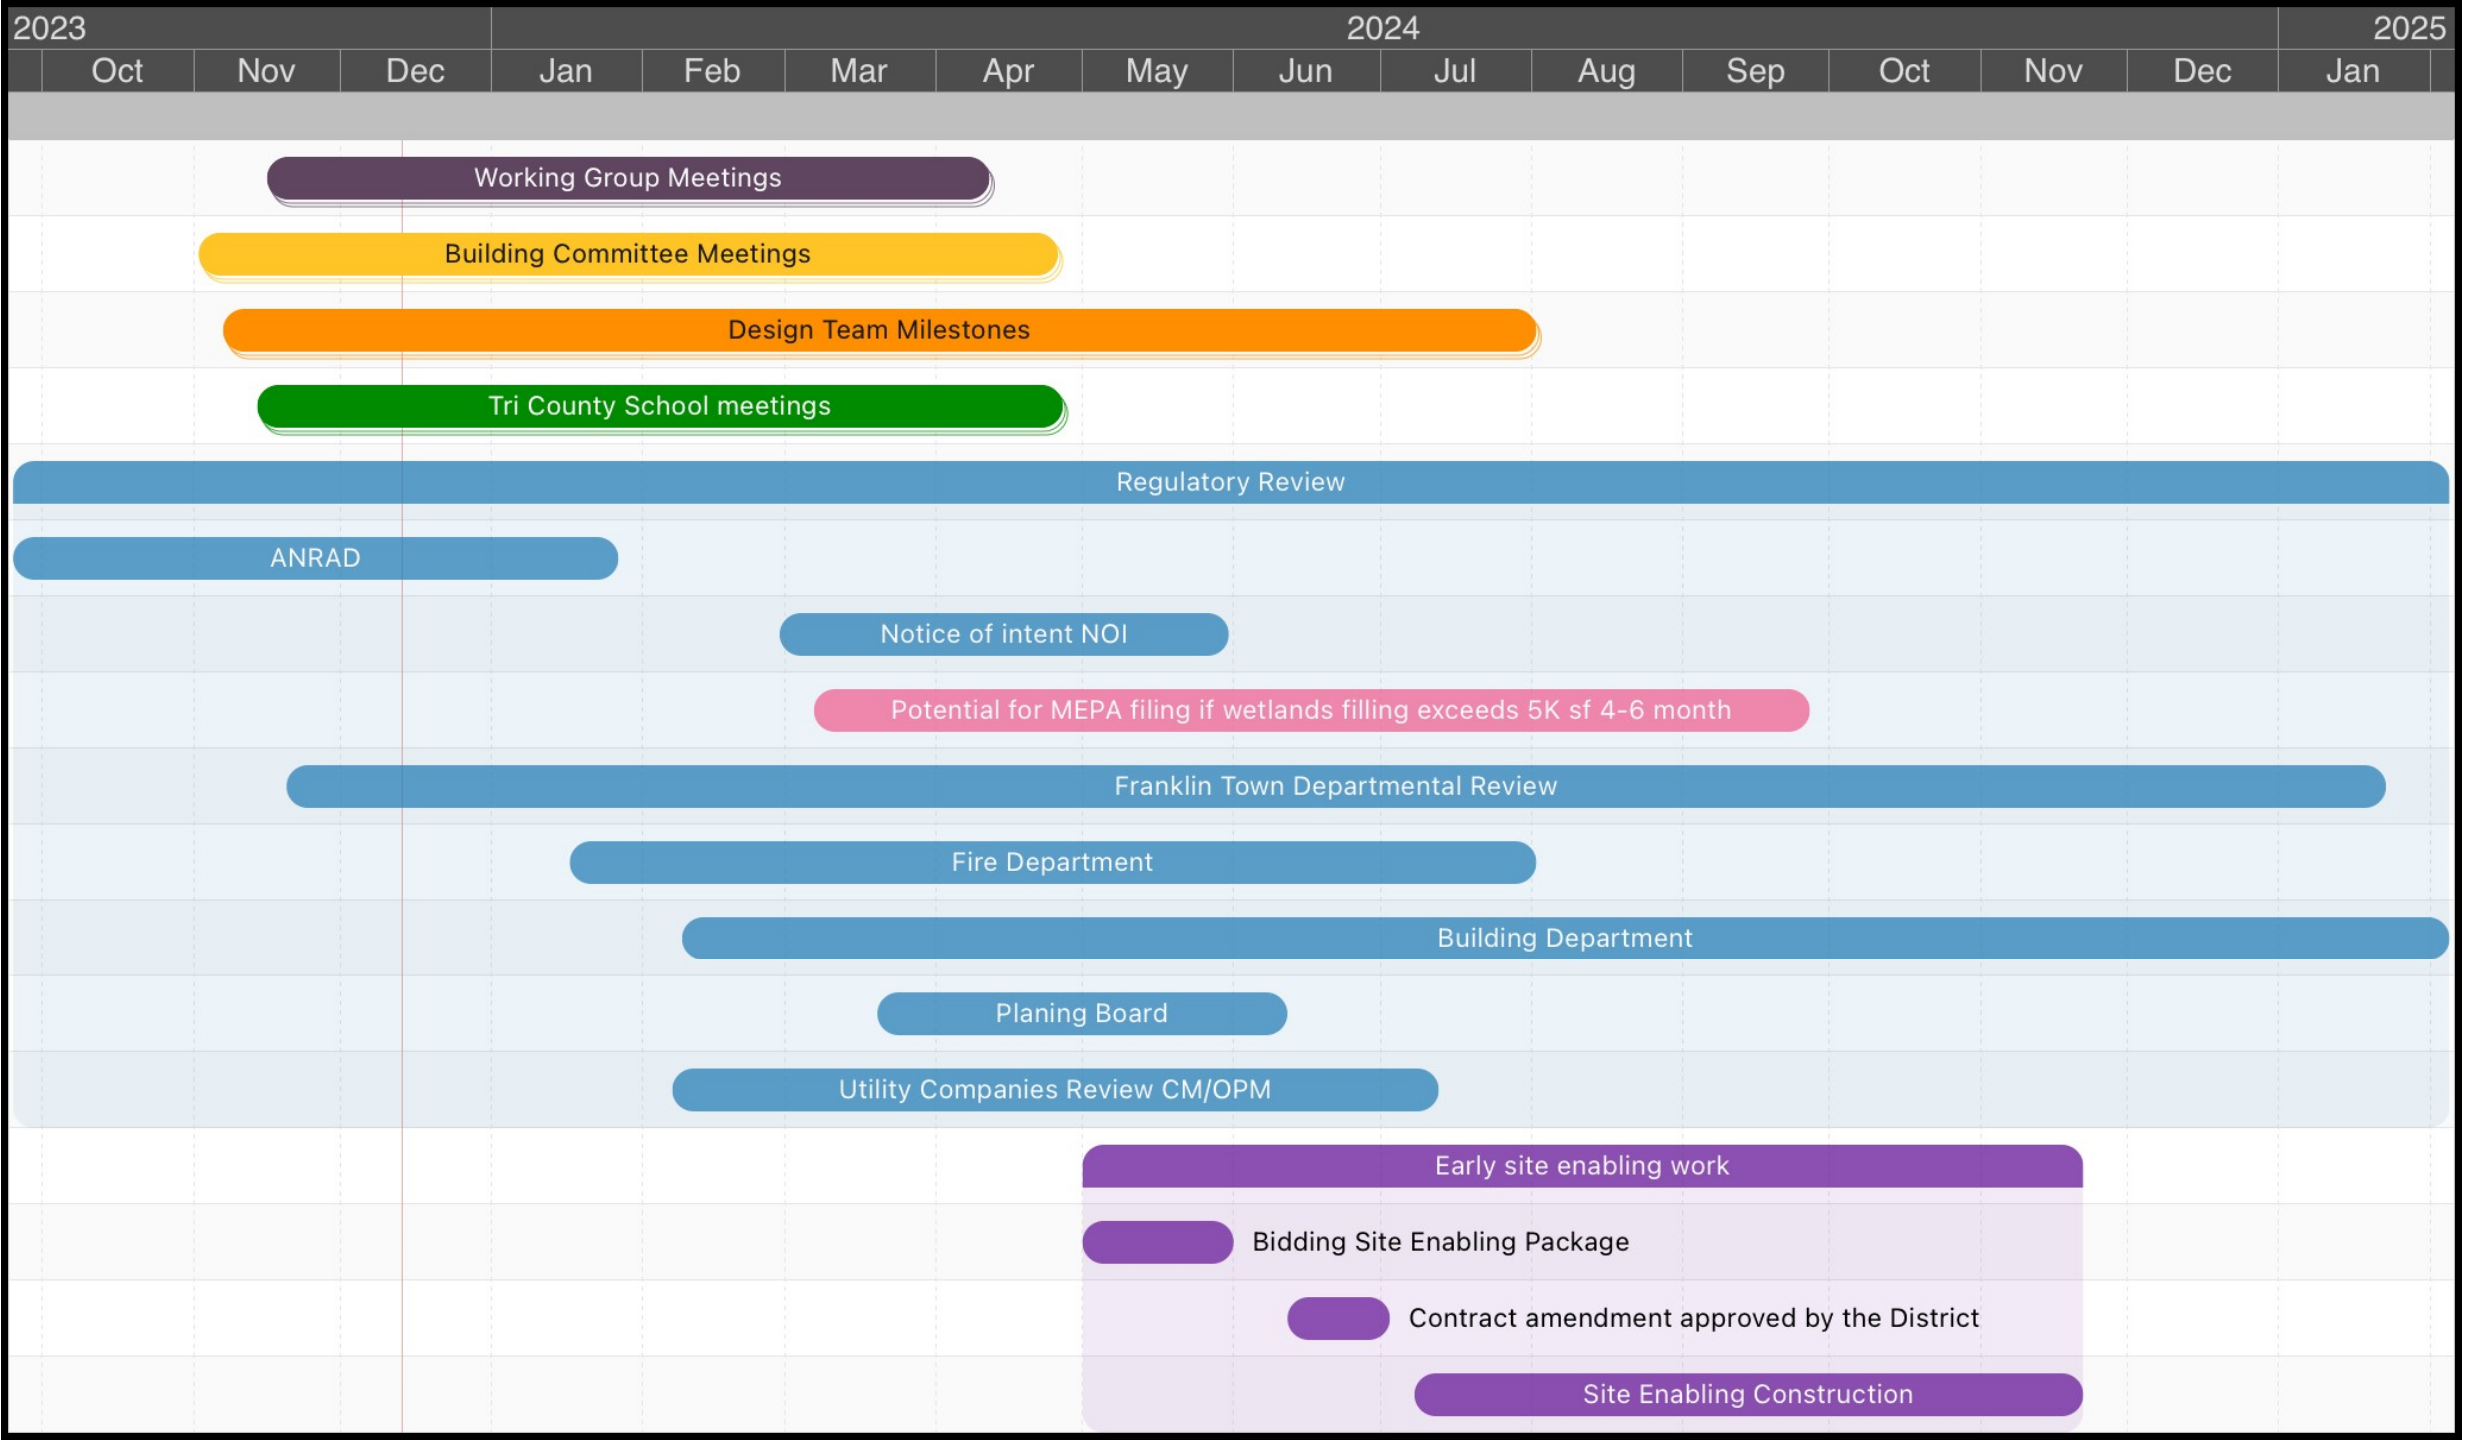 2023 2024 2025
Oct Nov Dec Jan Feb Mar Apr May Jun Jul Aug Sep Oct Nov Dec Jan
Working Group Meetings
Building Committee Meetings
Design Team Milestones
Tri County School meetings
Regulatory Review
ANRAD
Notice of intent NOI
Potential for MEPA filing if wetlands filling exceeds 5K sf 4-6 month
Franklin Town Departmental Review
Fire Department
Building Department
Planing Board
Utility Companies Review CM/OPM
Early site enabling work
Bidding Site Enabling Package
Contract amendment approved by the District
Site Enabling Construction